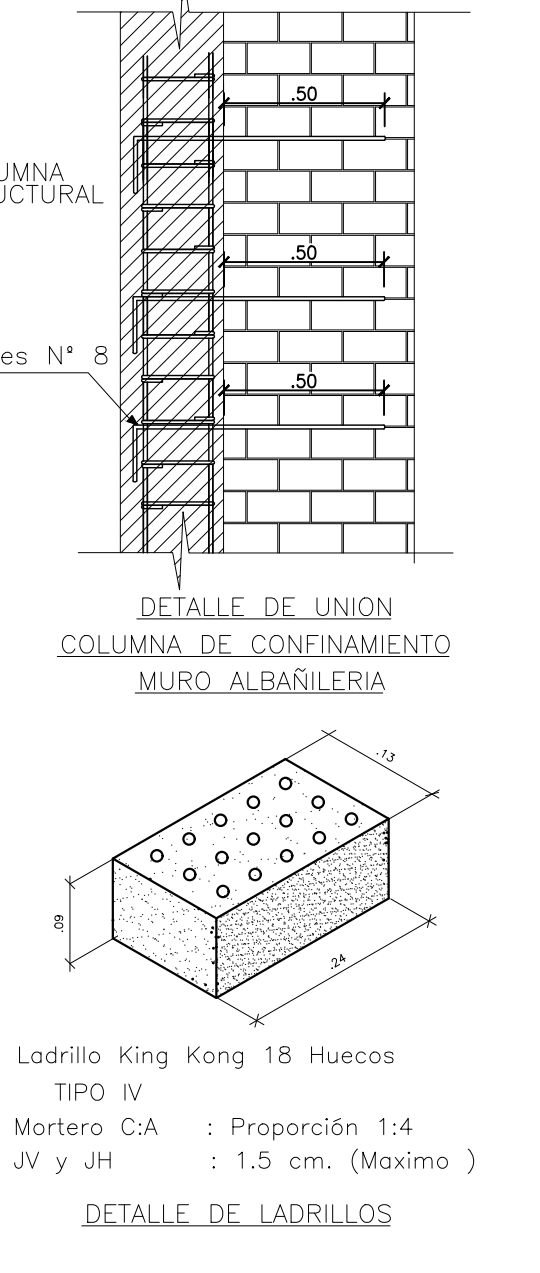 .50
UCTURAL
.50
es Nº 8
.50
DETALLE DE UNION
COLUMNA DE CONFINAMIENTO
MURO ALBAÑILERIA
.13
.09
.24
Ladrillo King Kong 18 Huecos
TIPO IV
Mortero C:A : Proporción 1:4
JV y JH : 1.5 cm. (Maximo )
DETALLE DE LADRILLOS